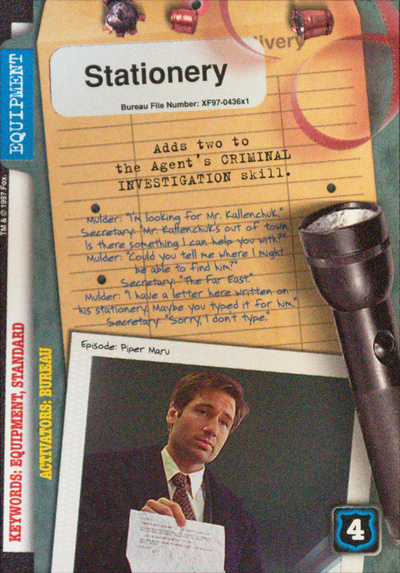 ivery
Stationery
Bureau File Number: XF97-0436x1
EQUIPMENT
Adds two to
the Agent's CRIMINAL
INVESTIGATION skill.
Mulder: "I'm looking for Mr. Kallenchuk."
Secretary: "Mr. Kallenchuk's out of town
Is there something I can help you with?"
Mulder: "Could you tell me where I might
be able to find him?"
Secretary: "The Far East."
Mulder: "I have a letter here written on
his stationery. Maybe you typed it for him."
Secretary: "Sorry, I don't type."
Episode: Piper Maru
TM & © 1997 Fox.
KEYWORDS: EQUIPMENT, STANDARD
ACTIVATORS: BUREAU
4